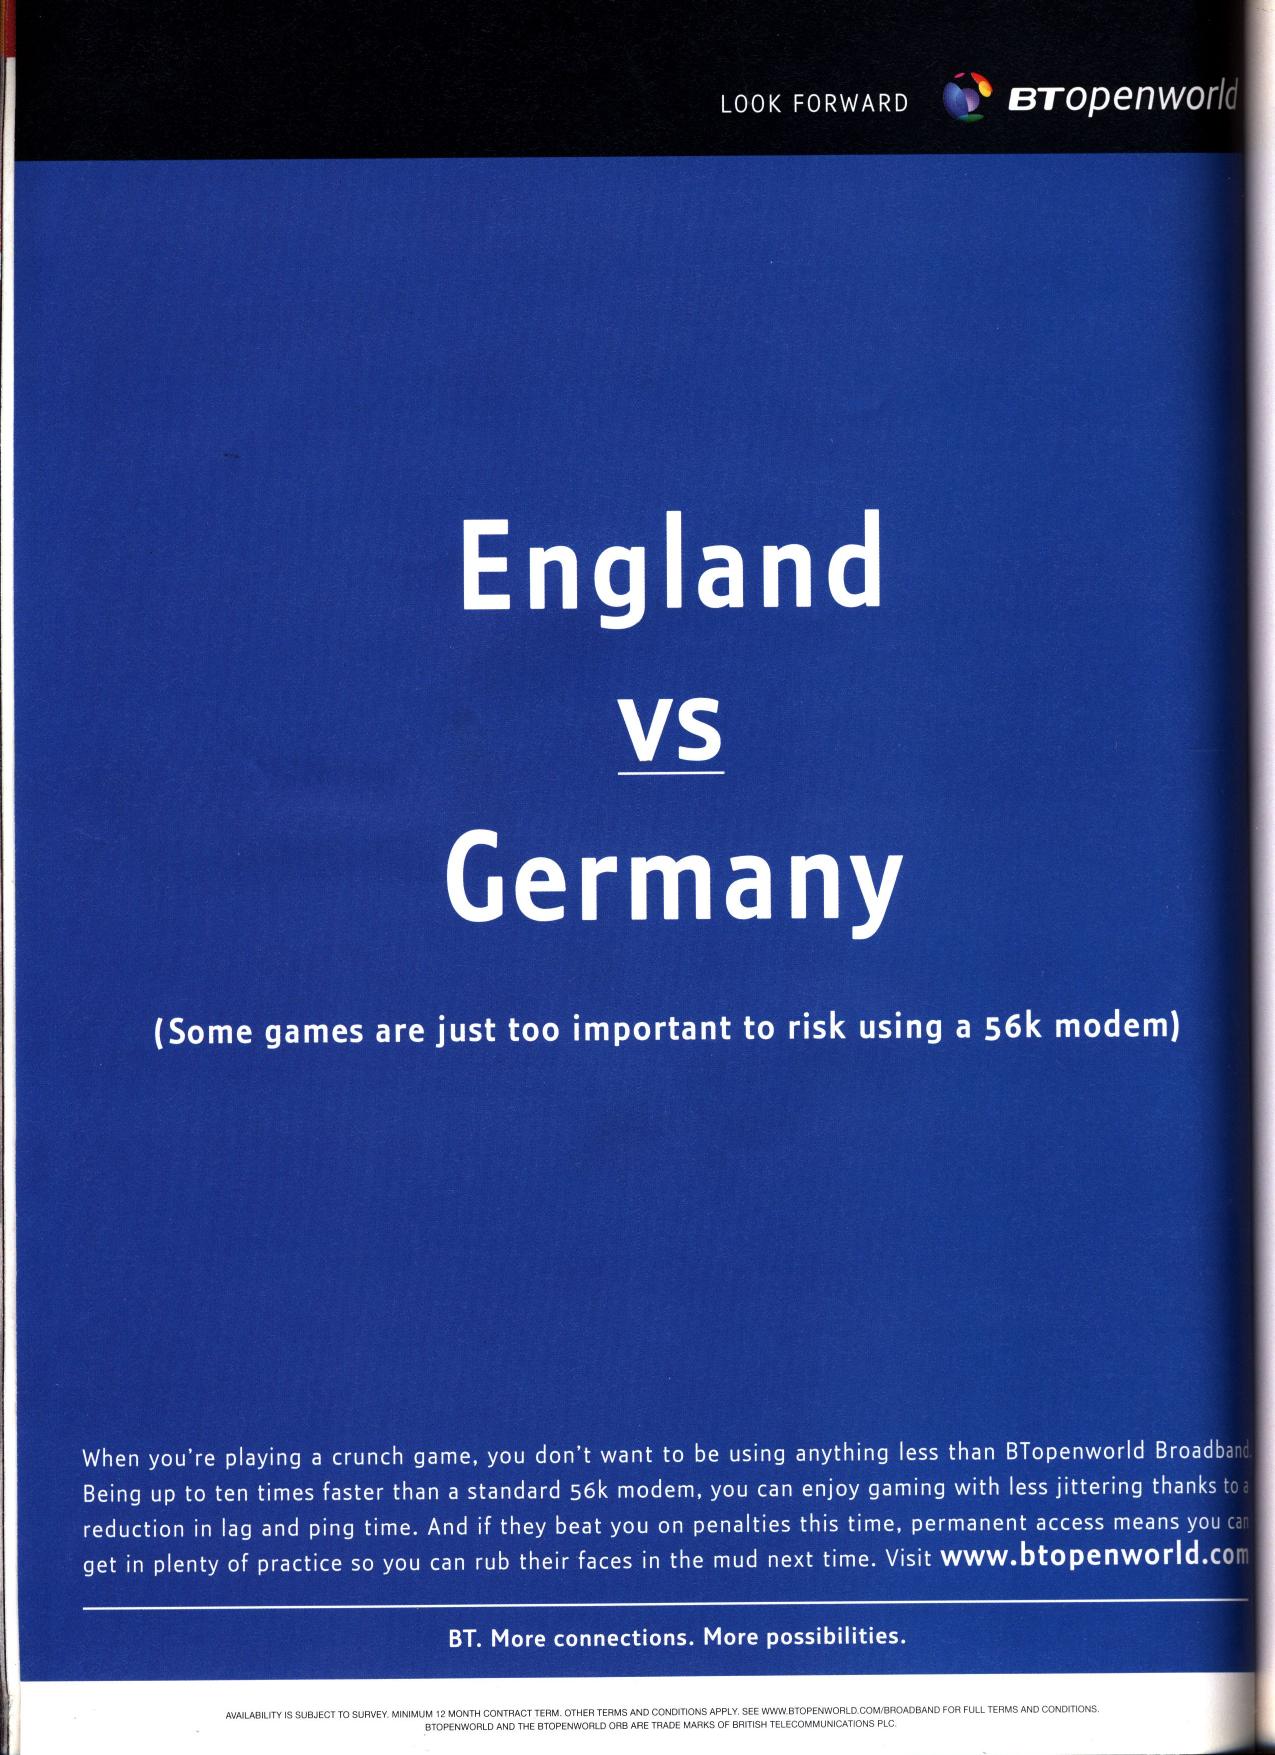 LOOK FORWARD BTopenworld
England
vs
Germany
(Some games are just too important to risk using a 56k modem)
When you're playing a crunch game, you don't want to be using anything less than BTopenworld Broadband.
Being up to ten times faster than a standard 56k modem, you can enjoy gaming with less jittering thanks to a
reduction in lag and ping time. And if they beat you on penalties this time, permanent access means you can
get in plenty of practice so you can rub their faces in the mud next time. Visit www.btopenworld.com
BT. More connections. More possibilities.
AVAILABILITY IS SUBJECT TO SURVEY. MINIMUM 12 MONTH CONTRACT TERM. OTHER TERMS AND CONDITIONS APPLY. SEE WWW.BTOPENWORLD.COM/BROADBAND FOR FULL TERMS AND CONDITIONS.
BTOPENWORLD AND THE BTOPENWORLD ORB ARE TRADE MARKS OF BRITISH TELECOMMUNICATIONS PLC.